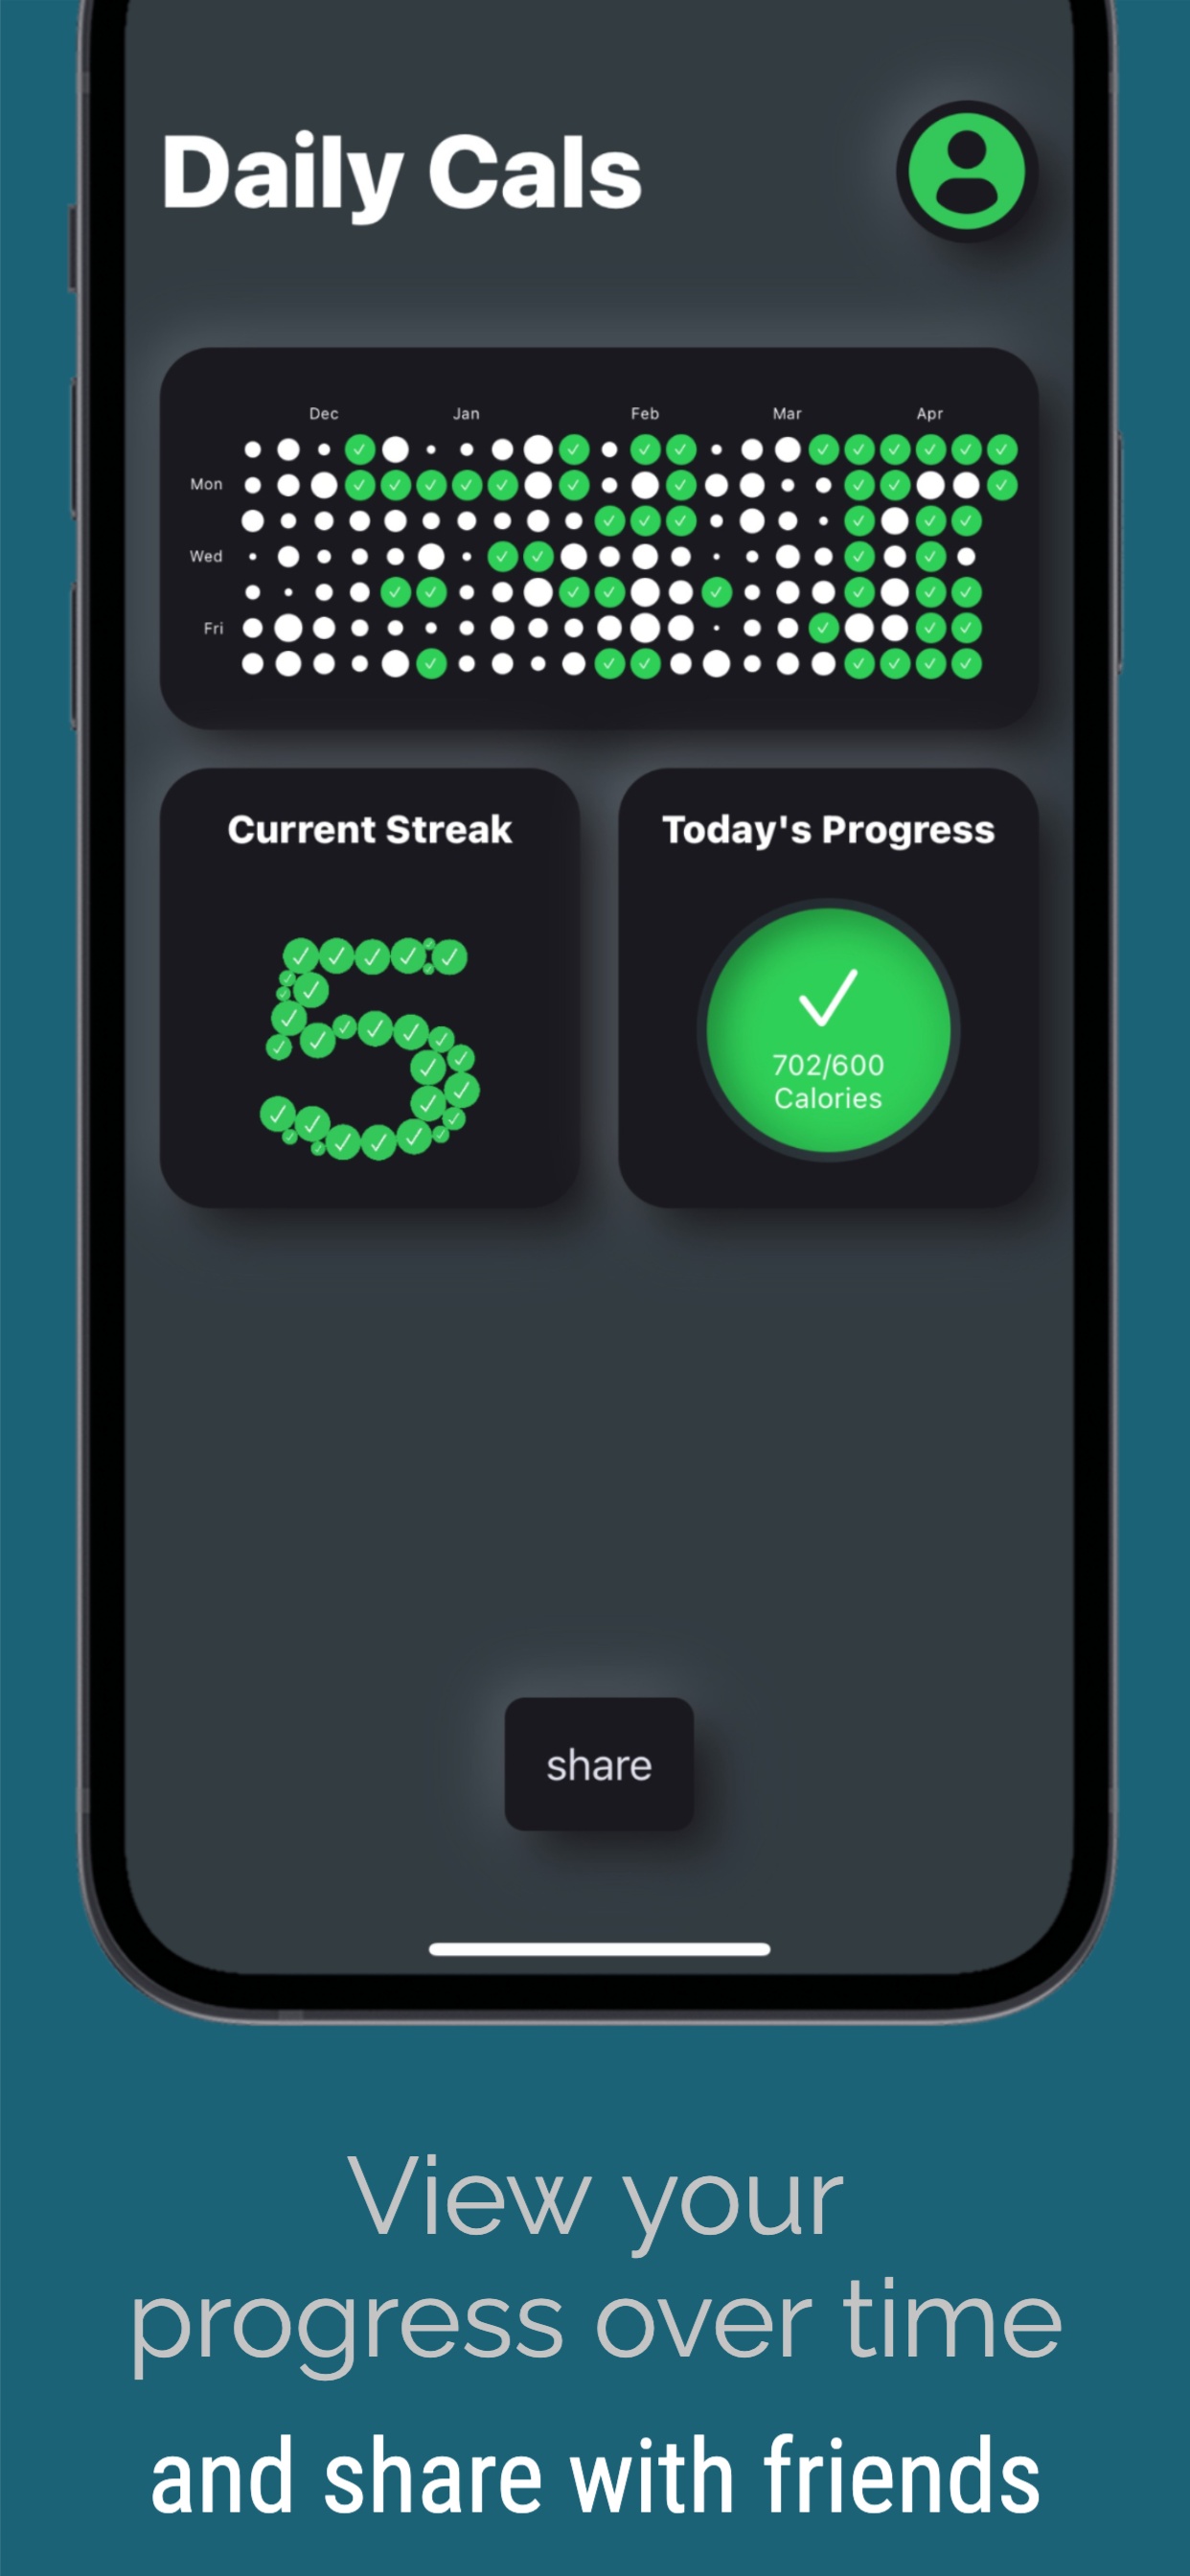 Daily Cals
Dec Jan Feb Mar Apr
Mon
Wed
Fri
Current Streak
5
Today's Progress
702/600
Calories
share
View your
progress over time
and share with friends